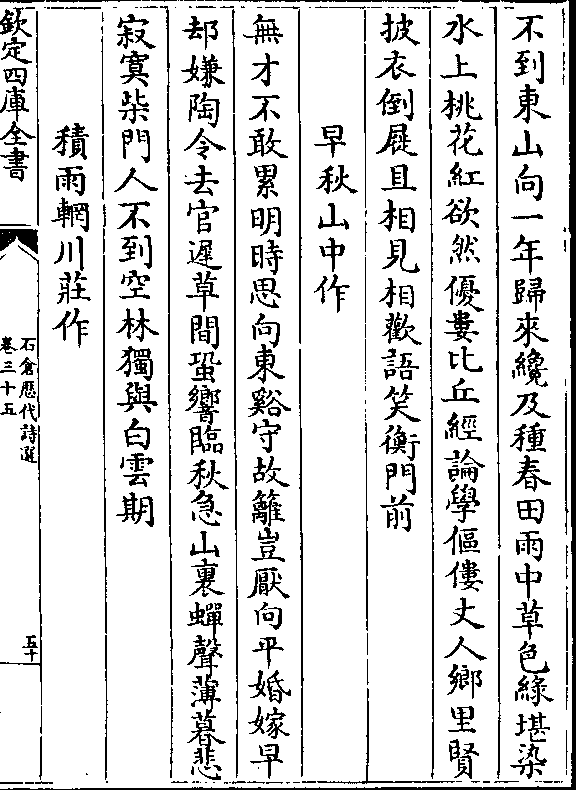 不到東山向一年歸來纔及種春田雨中草色綠堪染
水上桃花紅欲然優婁比丘經論學傴僂丈人鄉里賢
披衣倒屣且相見相歡語笑衡門前
早秋山中作
無才不敢累明時思向東谿守故籬豈厭向平婚嫁早
却嫌陶令去官遲草間蛩響臨秋急山裏蟬聲薄暮悲
寂寞柴門人不到空林獨與白雲期
積雨輞川莊作
欽定四庫全書
石倉歷代詩選
卷三十五
五十